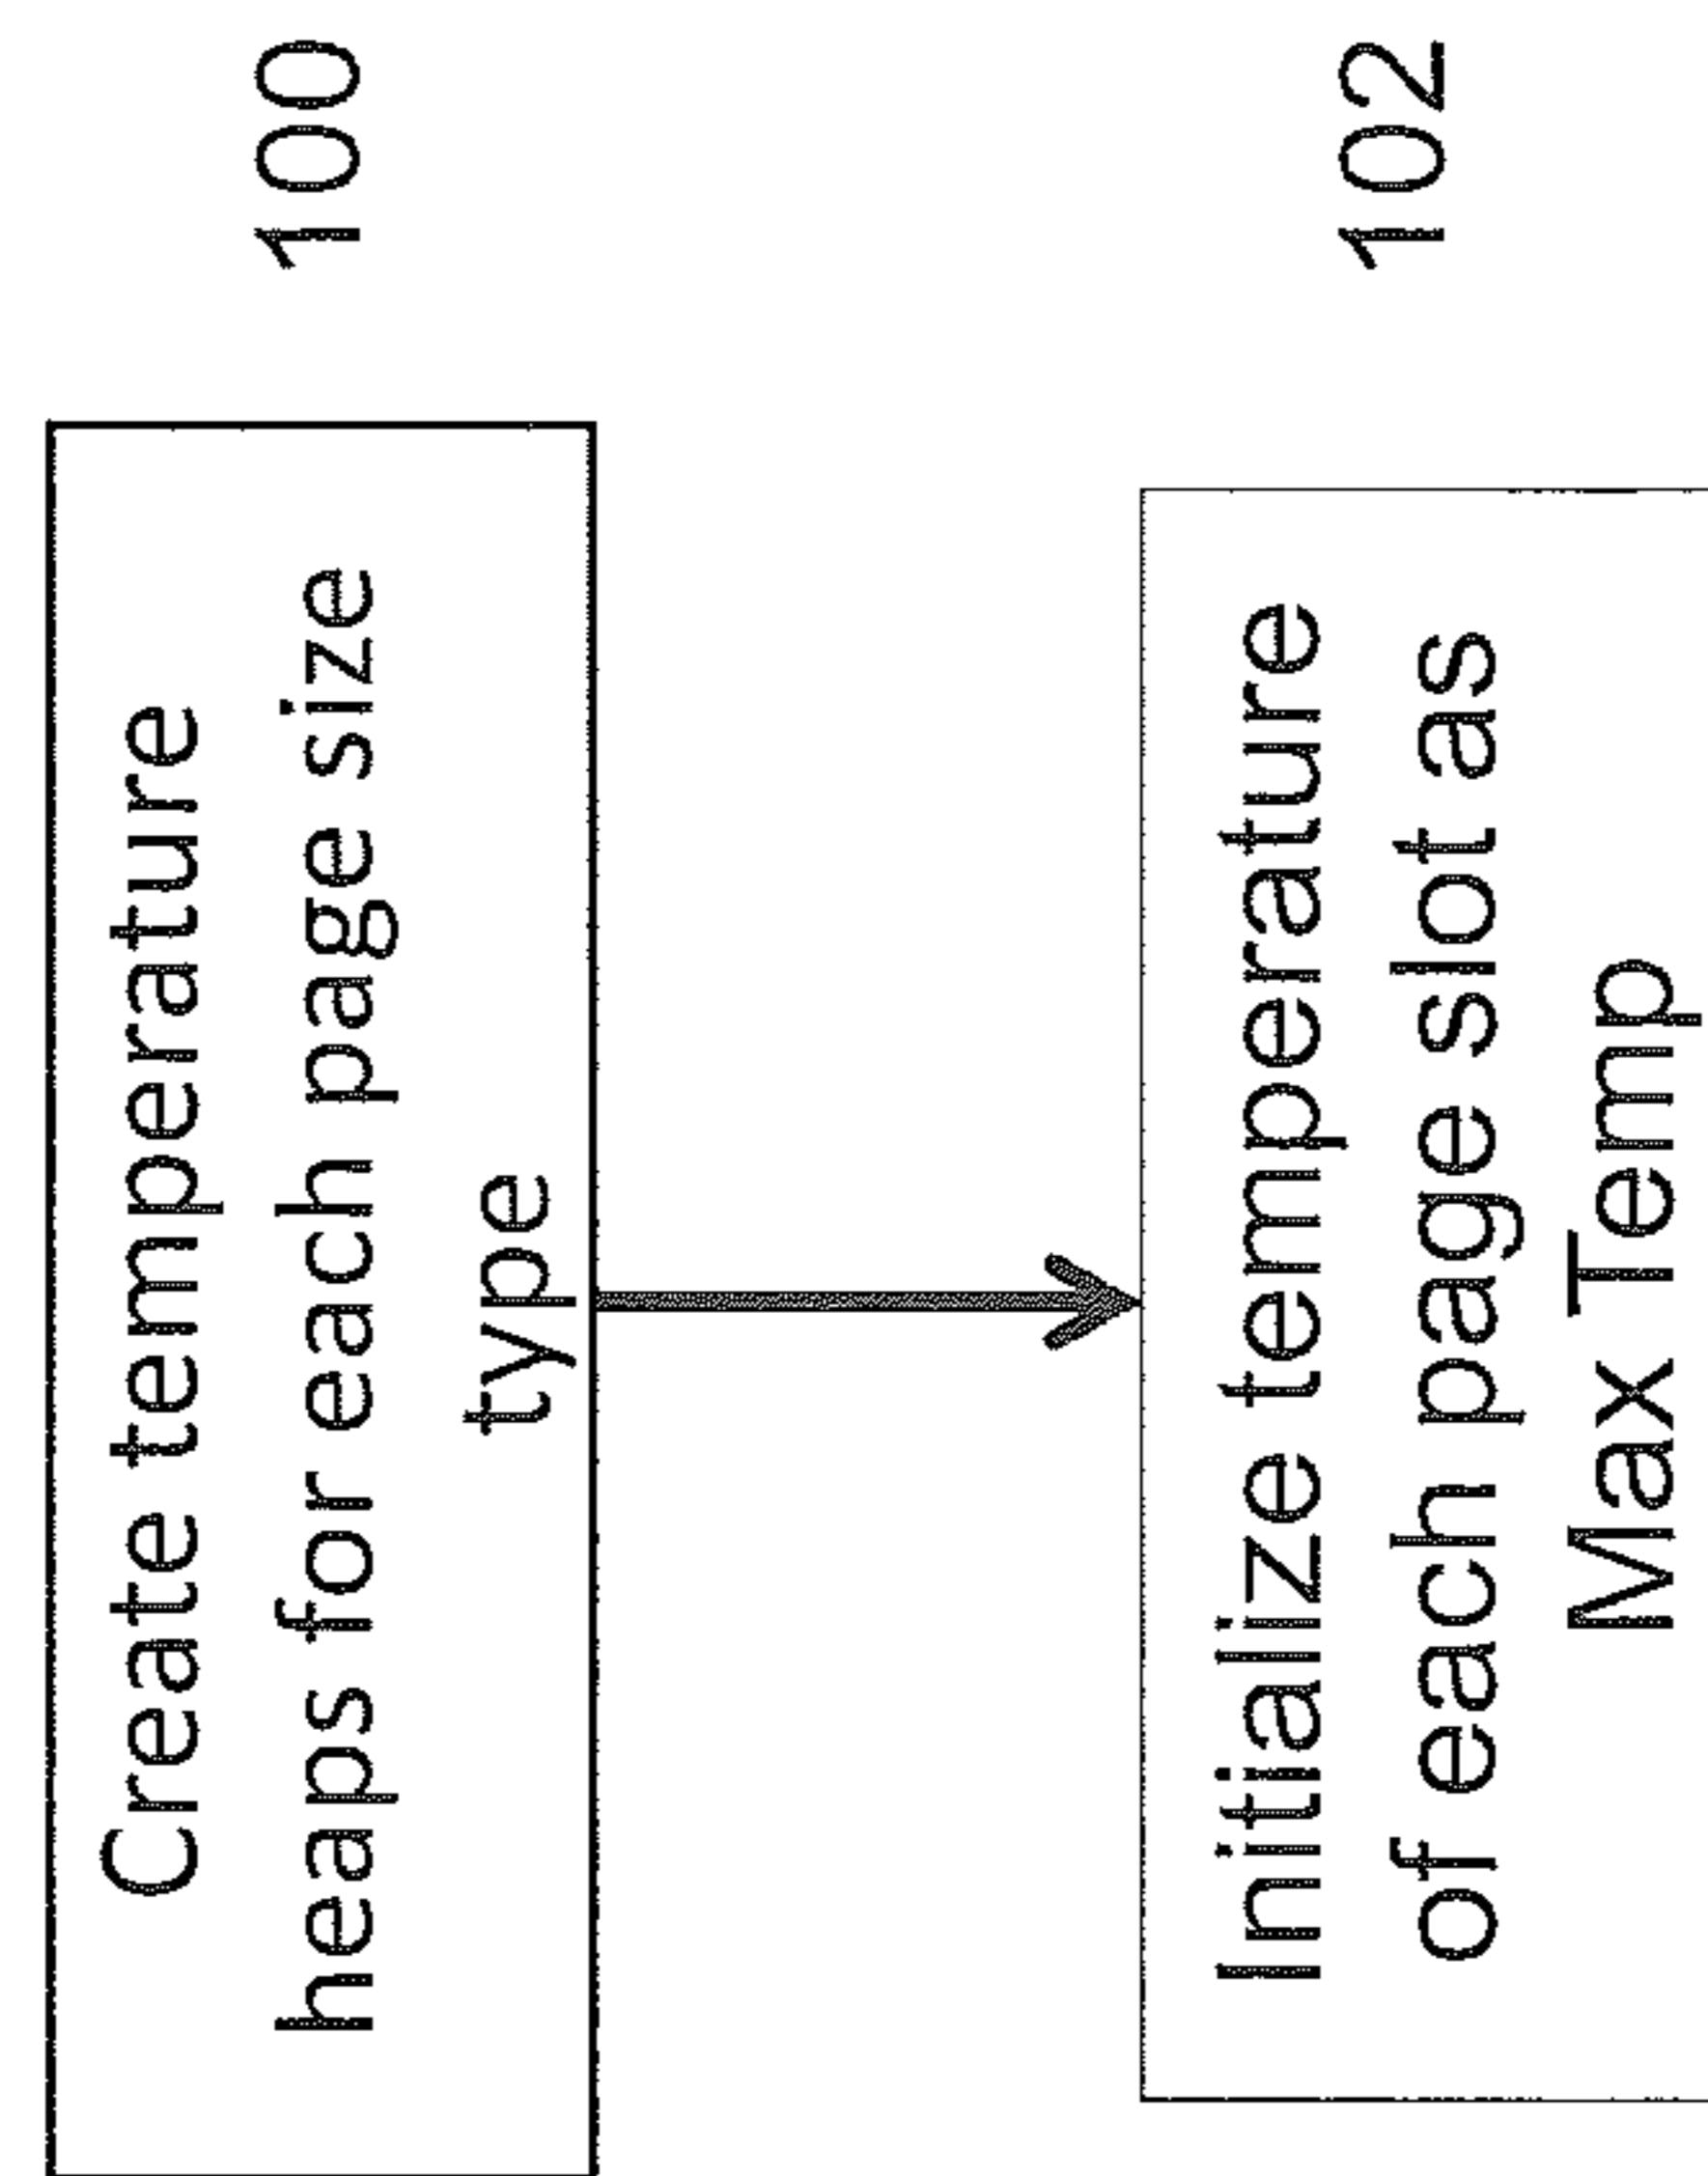 Create temperature
heaps for each page size
type
100
Initialize temperature
of each page slot as
Max Temp
102